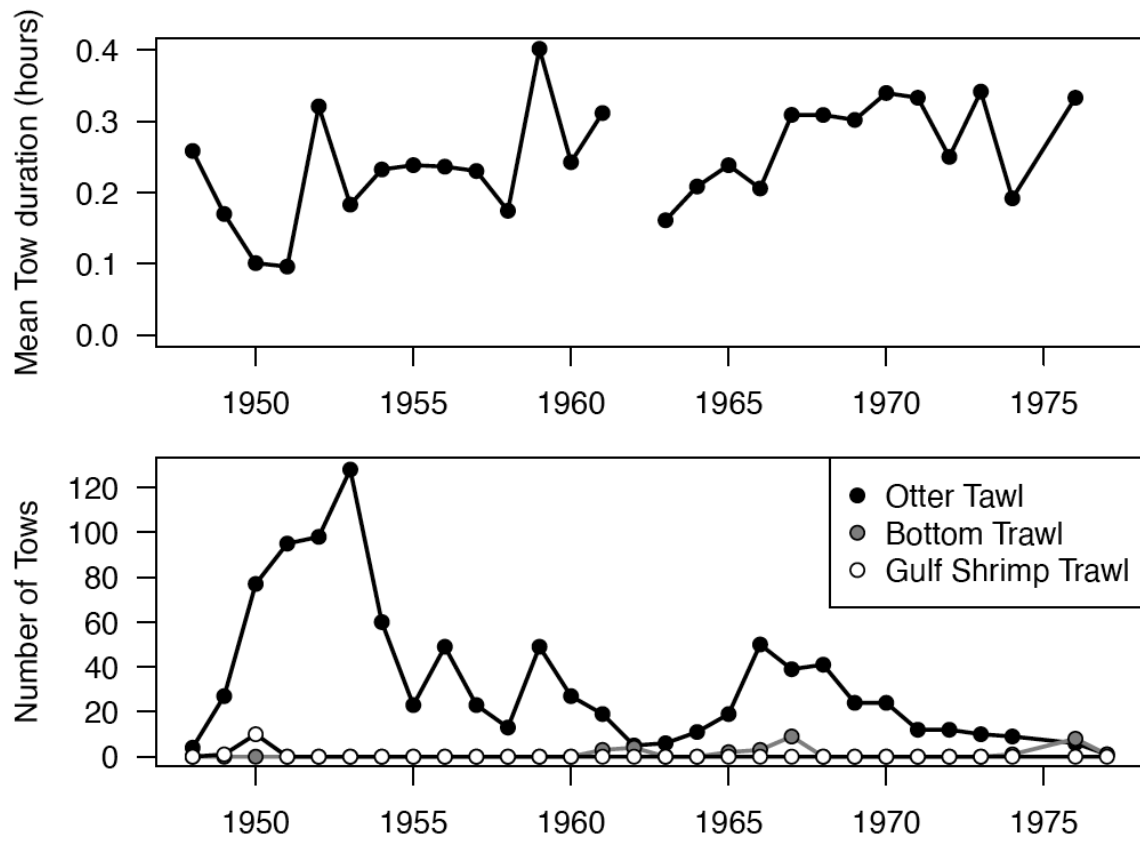 Mean Tow duration (hours)
0.4
0.3
0.2
0.1
0.0
1950 1955 1960 1965 1970 1975
Number of Tows
120
100
80
60
40
20
0
Otter Tawl
Bottom Trawl
Gulf Shrimp Trawl
1950 1955 1960 1965 1970 1975